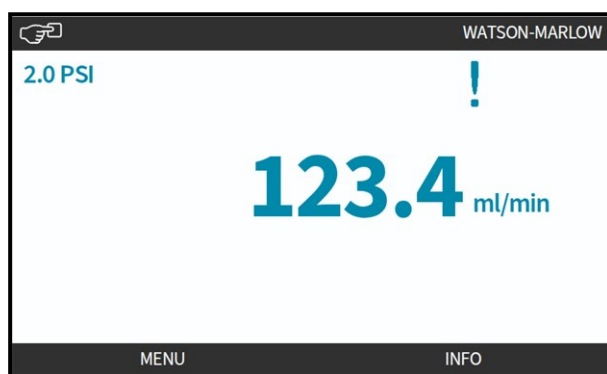 WATSON-MARLOW
2.0 PSI
!
123.4 ml/min
MENU INFO